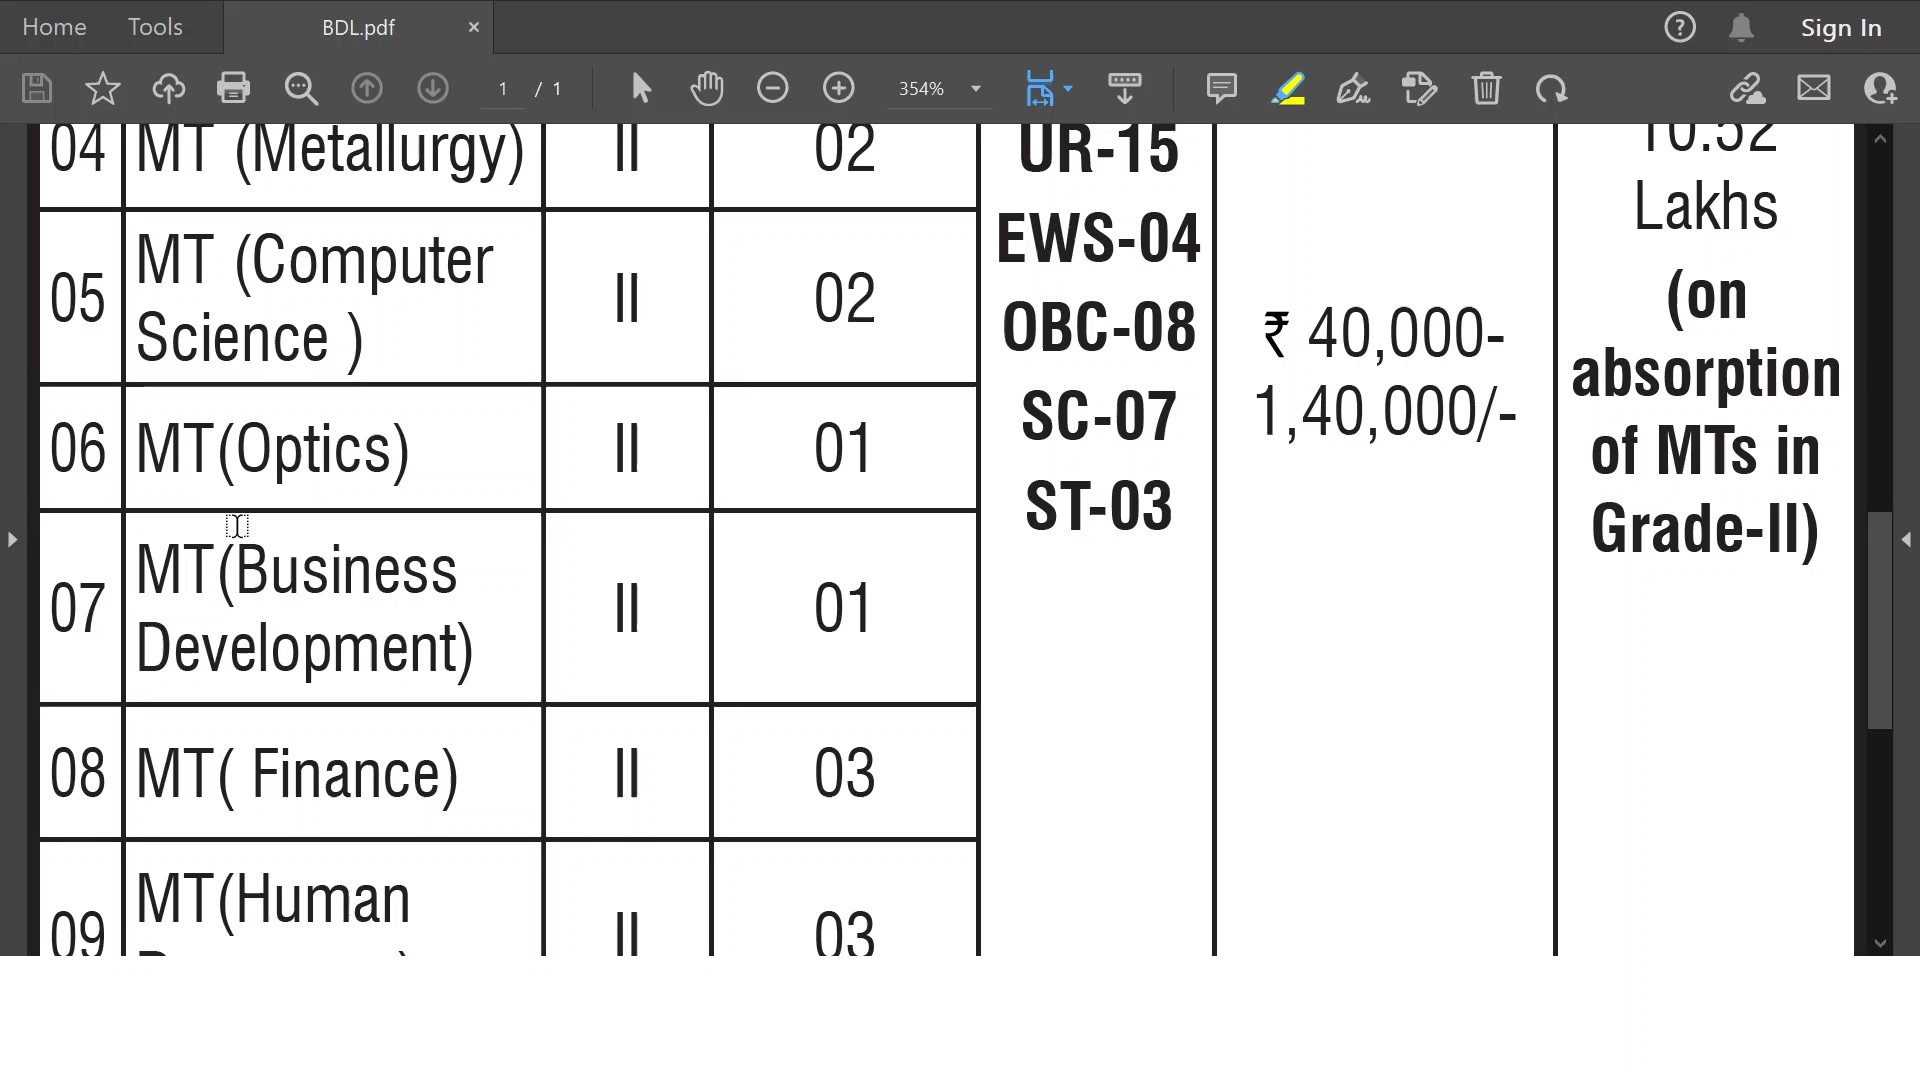 Home Tools BDL.pdf × Sign In
1 / 1 354%
04 MT (Metallurgy) II 02
05 MT (Computer
Science ) II 02
06 MT(Optics) II 01
07 MT(Business
Development) II 01
08 MT( Finance) II 03
09 MT(Human
II 03
UR-15
EWS-04
OBC-08
SC-07
ST-03
₹ 40,000-
1,40,000/-
10.52
Lakhs
(on
absorption
of MTs in
Grade-II)